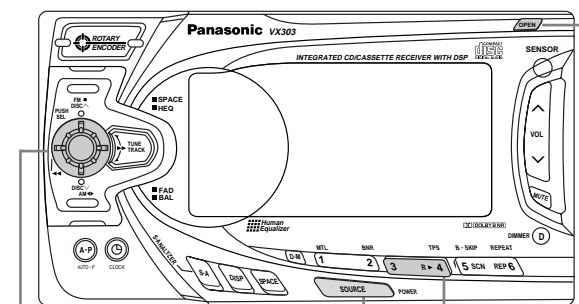 OPEN
ROTARY
ENCODER
Panasonic VX303
COMPACT
disc
DIGITAL AUDIO
INTEGRATED CD/CASSETTE RECEIVER WITH DSP
SENSOR
FM ■
DISC ∧
PUSH
SEL
■ SPACE
■ HEQ
TUNE
TRACK
VOL
DISC ∨
AM
■ FAD
■ BAL
MUTE
Human
Equalizer
DOLBY B NR
DIMMER D
A·P
AUTO·P
CLOCK
S·ANALYZER
S·A
DISP
SPACE
D·M
MTL
BNR
TPS
B·SKIP
REPEAT
1
2
3
R ► 4
5 SCN
REP 6
SOURCE
POWER